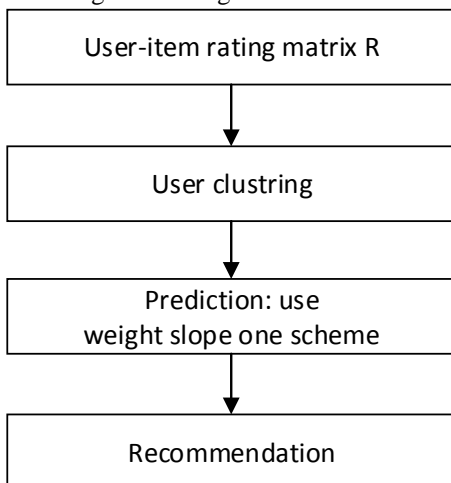 User-item rating matrix R
User clustring
Prediction: use
weight slope one scheme
Recommendation